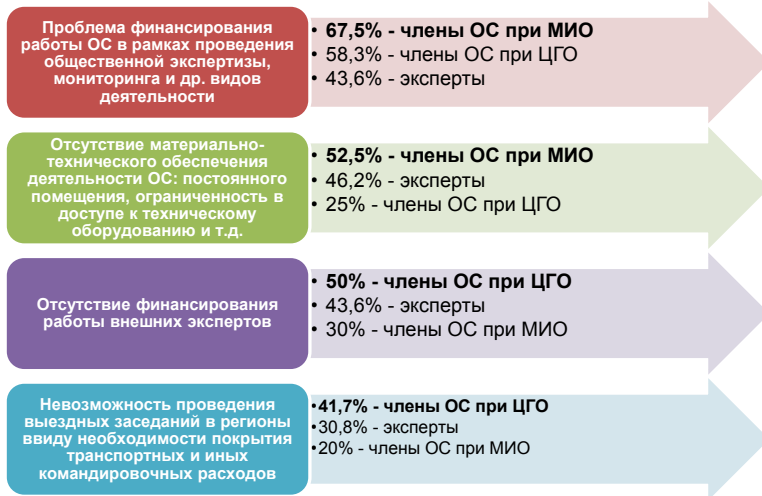 Проблема финансирования
работы ОС в рамках проведения
общественной экспертизы,
мониторинга и др. видов
деятельности
• 67,5% - члены ОС при МИО
• 58,3% - члены ОС при ЦГО
• 43,6% - эксперты
Отсутствие материально-
технического обеспечения
деятельности ОС: постоянного
помещения, ограниченность в
доступе к техническому
оборудованию и т.д.
• 52,5% - члены ОС при МИО
• 46,2% - эксперты
• 25% - члены ОС при ЦГО
Отсутствие финансирования
работы внешних экспертов
• 50% - члены ОС при ЦГО
• 43,6% - эксперты
• 30% - члены ОС при МИО
Невозможность проведения
выездных заседаний в регионы
ввиду необходимости покрытия
транспортных и иных
командировочных расходов
•41,7% - члены ОС при ЦГО
•30,8% - эксперты
•20% - члены ОС при МИО